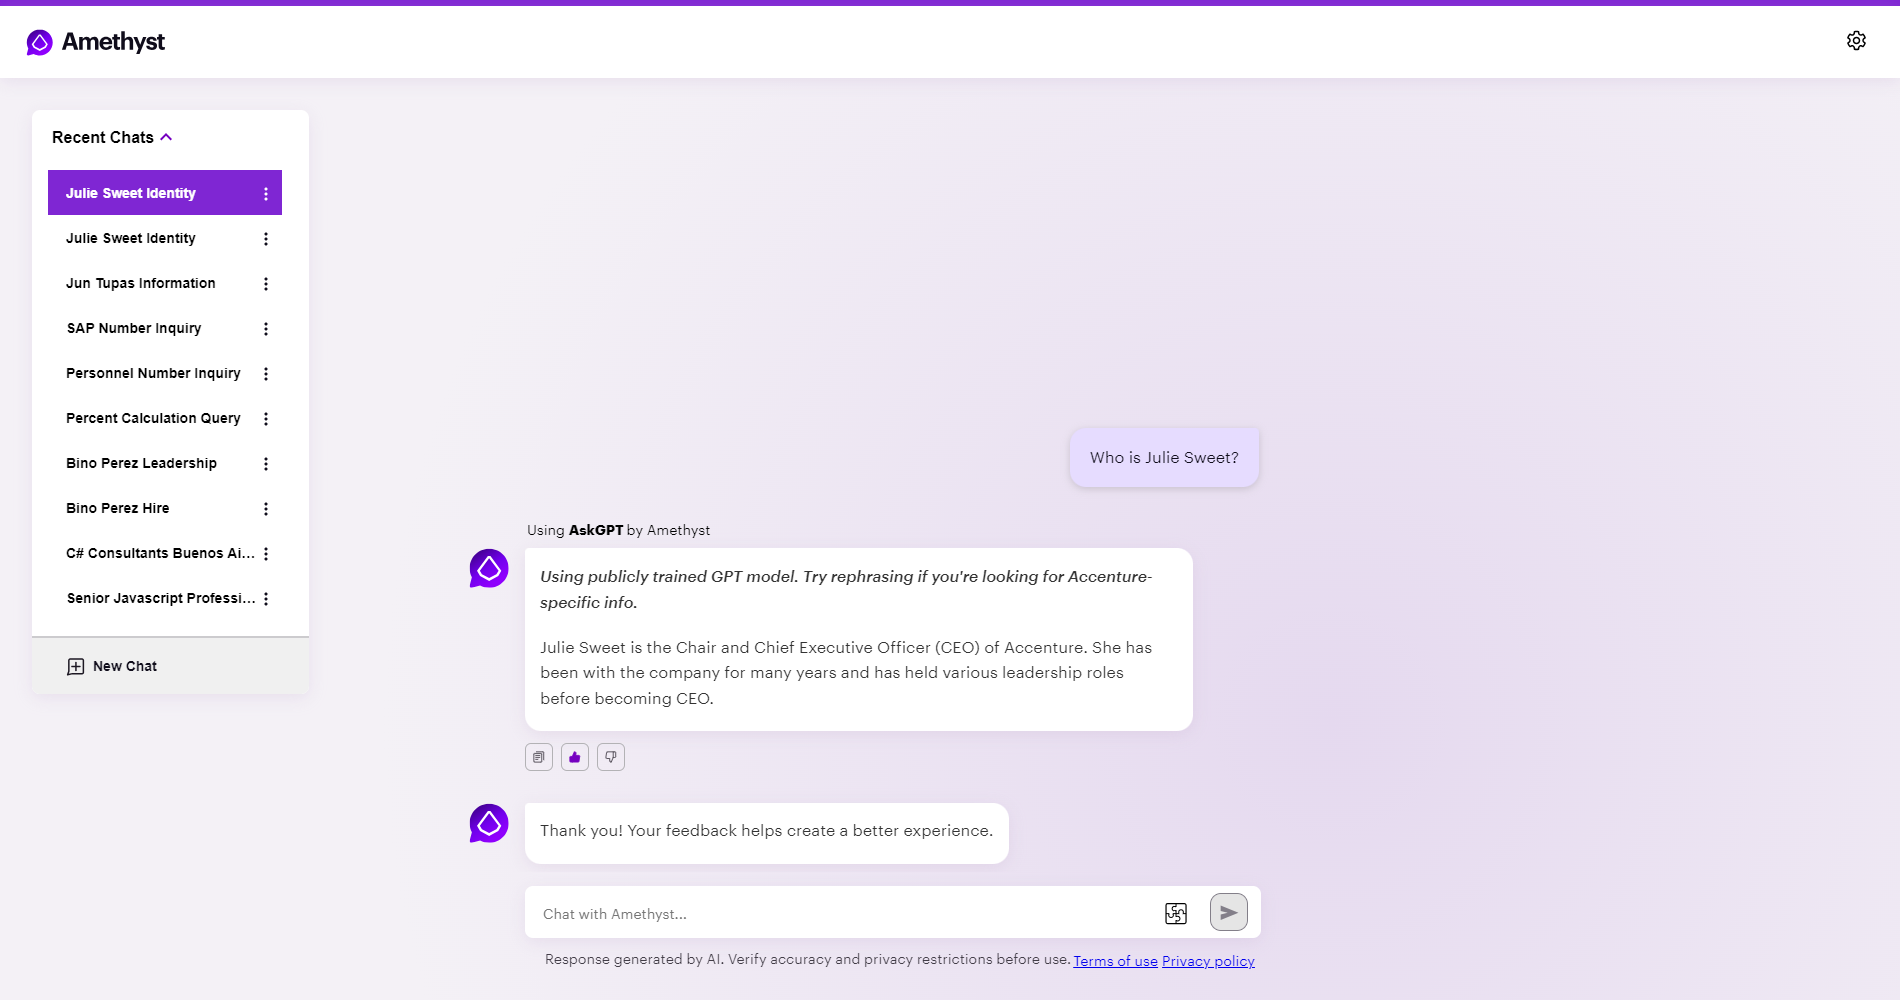 Amethyst
Recent Chats
Julie Sweet Identity
Julie Sweet Identity
Jun Tupas Information
SAP Number Inquiry
Personnel Number Inquiry
Percent Calculation Query
Bino Perez Leadership
Bino Perez Hire
C# Consultants Buenos Ai...
Senior Javascript Professi...
New Chat
Who is Julie Sweet?
Using AskGPT by Amethyst
Using publicly trained GPT model. Try rephrasing if you're looking for Accenture-
specific info.
Julie Sweet is the Chair and Chief Executive Officer (CEO) of Accenture. She has
been with the company for many years and has held various leadership roles
before becoming CEO.
Thank you! Your feedback helps create a better experience.
Chat with Amethyst...
Response generated by AI. Verify accuracy and privacy restrictions before use. Terms of use Privacy policy